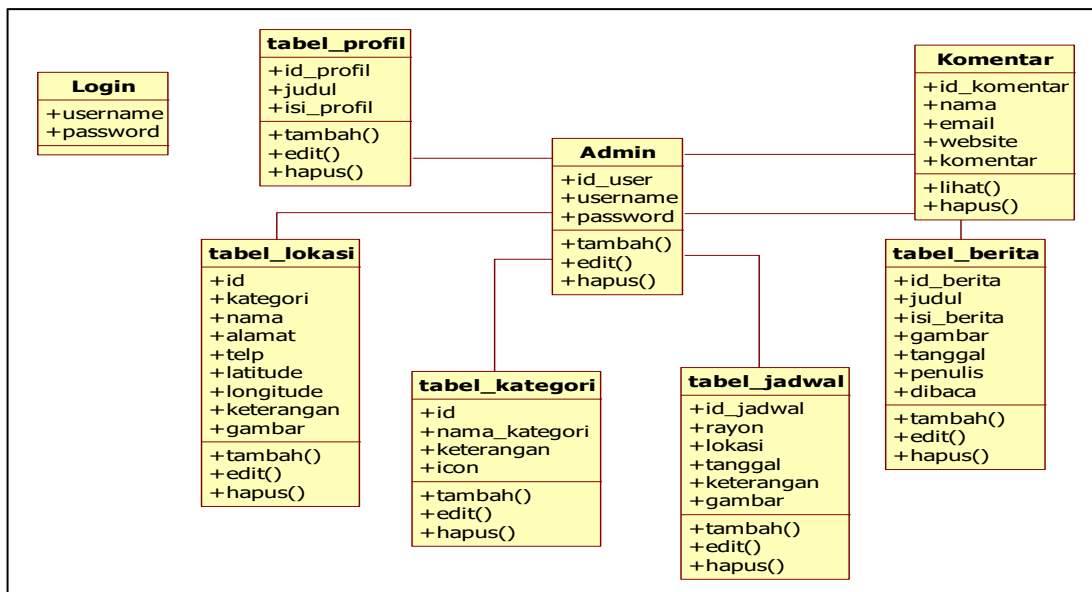 Login
+username
+password
tabel_profil
+id_profil
+judul
+isi_profil
+tambah()
+edit()
+hapus()
Admin
+id_user
+username
+password
+tambah()
+edit()
+hapus()
Komentar
+id_komentar
+nama
+email
+website
+komentar
+lihat()
+hapus()
tabel_lokasi
+id
+kategori
+nama
+alamat
+telp
+latitude
+longitude
+keterangan
+gambar
+tambah()
+edit()
+hapus()
tabel_kategori
+id
+nama_kategori
+keterangan
+icon
+tambah()
+edit()
+hapus()
tabel_jadwal
+id_jadwal
+rayon
+lokasi
+tanggal
+keterangan
+gambar
+tambah()
+edit()
+hapus()
tabel_berita
+id_berita
+judul
+isi_berita
+gambar
+tanggal
+penulis
+dibaca
+tambah()
+edit()
+hapus()